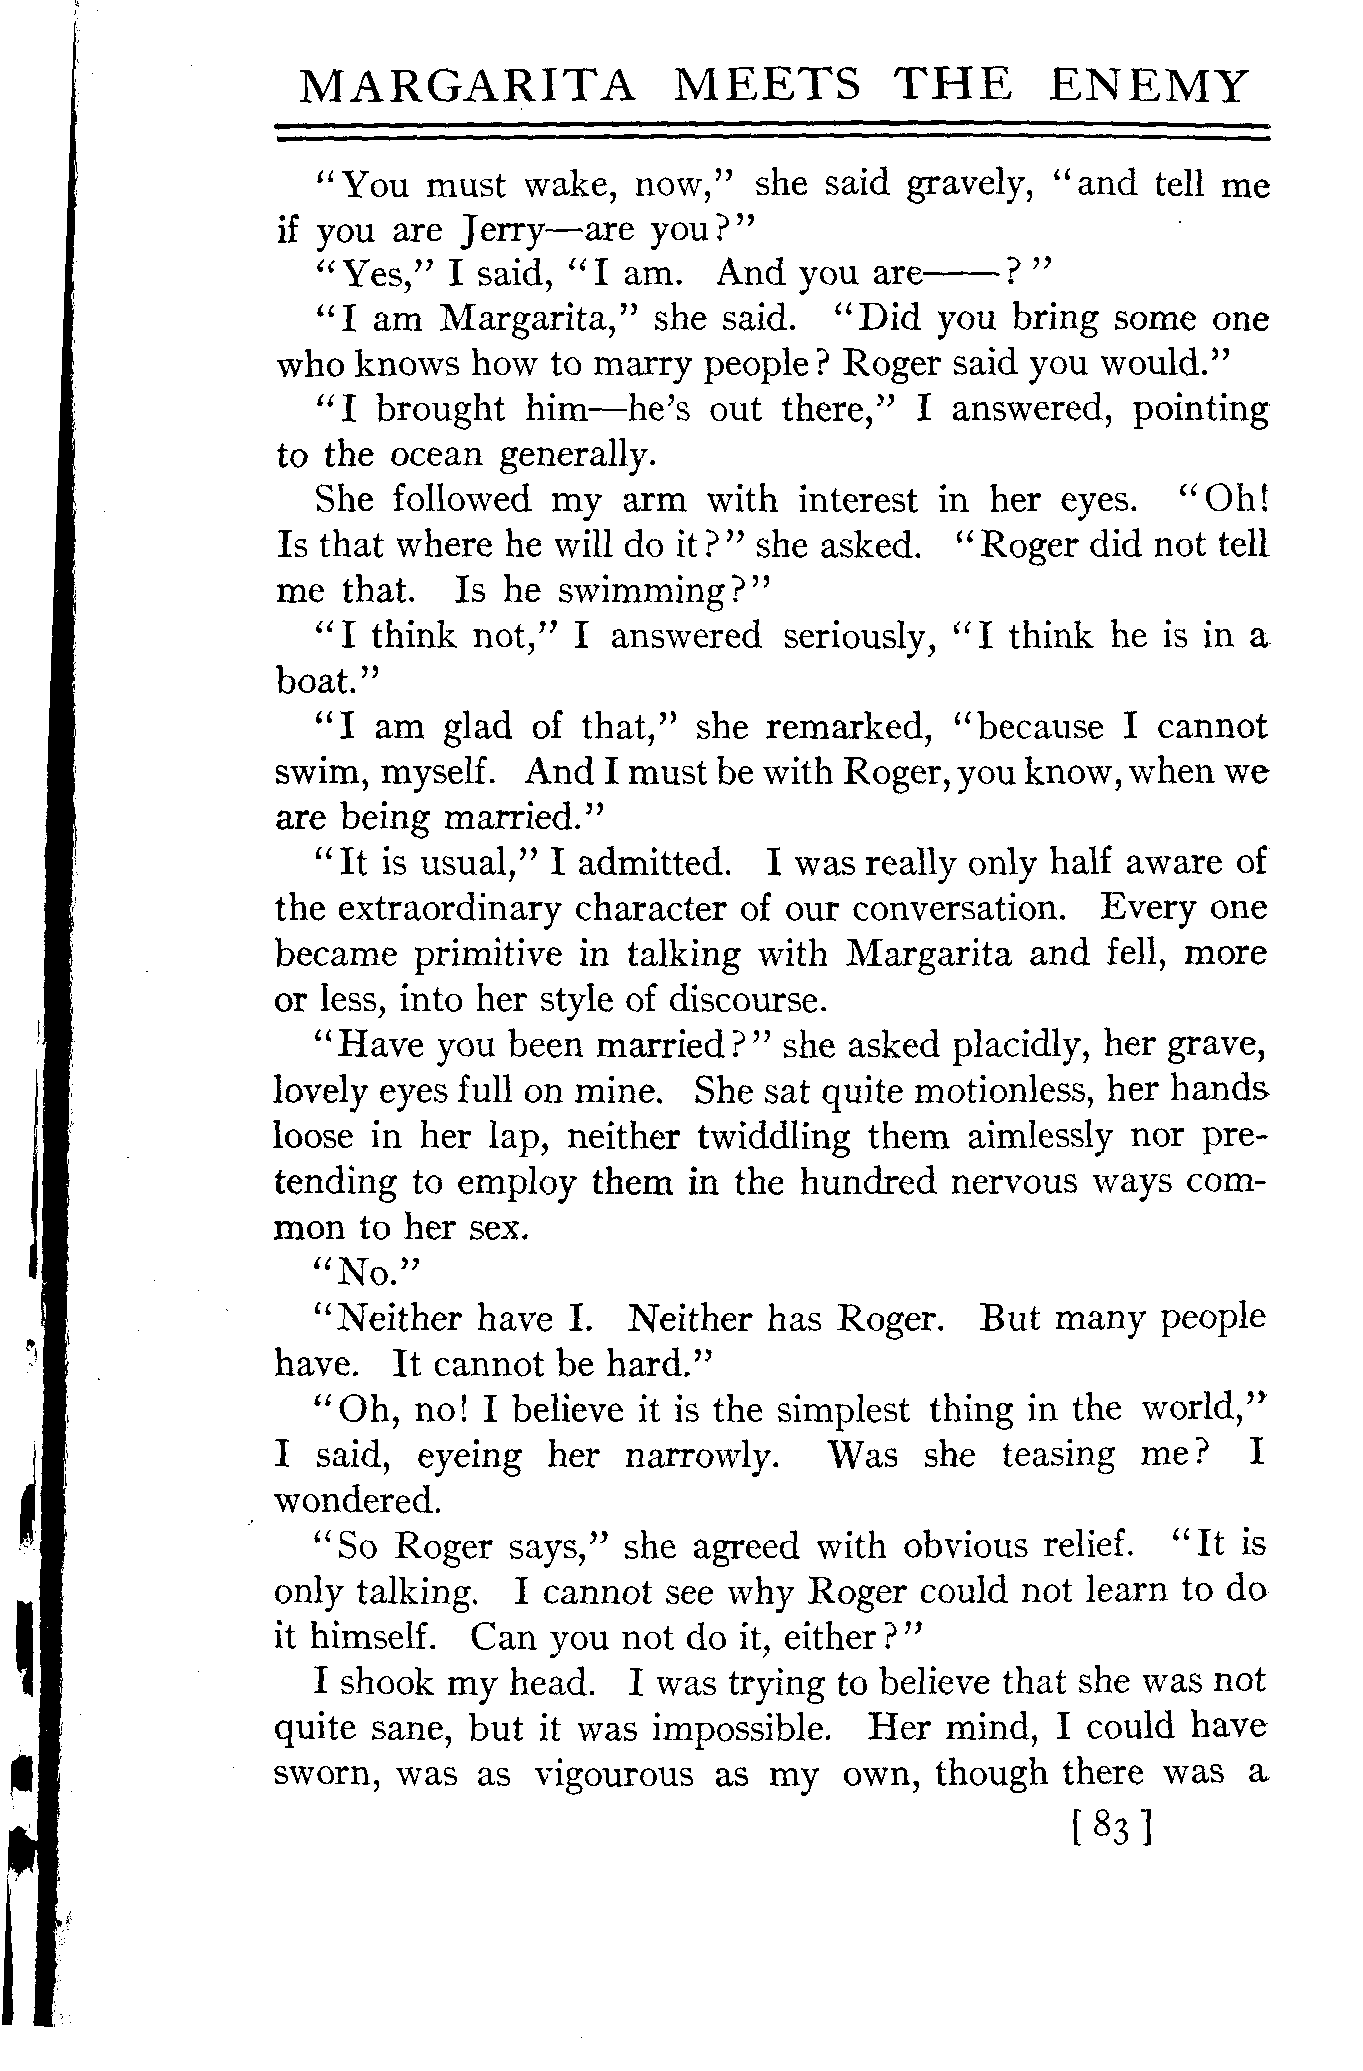 MARGARITA MEETS THE ENEMY
"You must wake, now," she said gravely, "and tell me
if you are Jerry—are you?"
"Yes," I said, "I am. And you are——?"
"I am Margarita," she said. "Did you bring some one
who knows how to marry people? Roger said you would."
"I brought him—he's out there," I answered, pointing
to the ocean generally.
She followed my arm with interest in her eyes. "Oh!
Is that where he will do it?" she asked. "Roger did not tell
me that. Is he swimming?"
"I think not," I answered seriously, "I think he is in a
boat."
"I am glad of that," she remarked, "because I cannot
swim, myself. And I must be with Roger, you know, when we
are being married."
"It is usual," I admitted. I was really only half aware of
the extraordinary character of our conversation. Every one
became primitive in talking with Margarita and fell, more
or less, into her style of discourse.
"Have you been married?" she asked placidly, her grave,
lovely eyes full on mine. She sat quite motionless, her hands
loose in her lap, neither twiddling them aimlessly nor pre-
tending to employ them in the hundred nervous ways com-
mon to her sex.
"No."
"Neither have I. Neither has Roger. But many people
have. It cannot be hard."
"Oh, no! I believe it is the simplest thing in the world,"
I said, eyeing her narrowly. Was she teasing me? I
wondered.
"So Roger says," she agreed with obvious relief. "It is
only talking. I cannot see why Roger could not learn to do
it himself. Can you not do it, either?"
I shook my head. I was trying to believe that she was not
quite sane, but it was impossible. Her mind, I could have
sworn, was as vigourous as my own, though there was a
[83]